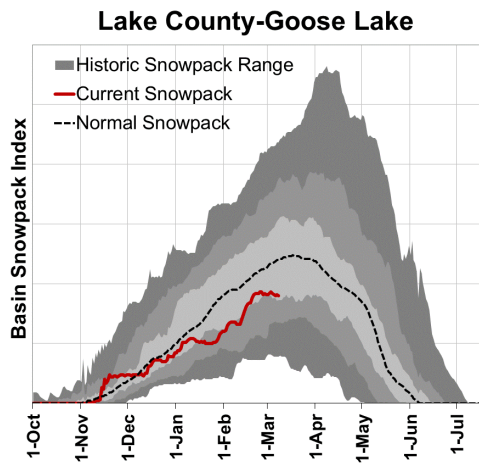 Lake County-Goose Lake
Historic Snowpack Range
Current Snowpack
Normal Snowpack
Basin Snowpack Index
1-Oct
1-Nov
1-Dec
1-Jan
1-Feb
1-Mar
1-Apr
1-May
1-Jun
1-Jul